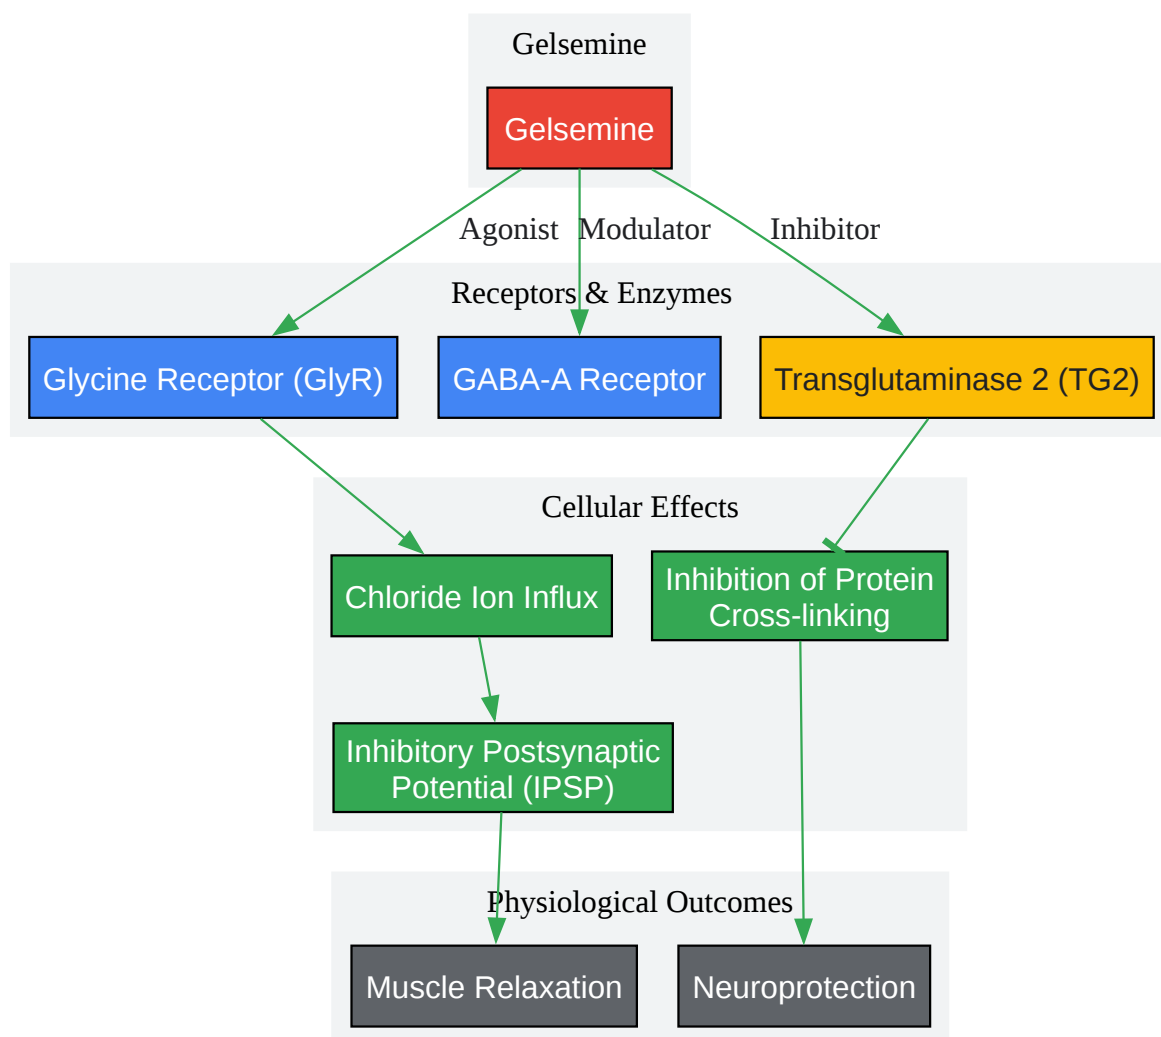 Gelsemine
Gelsemine
Agonist
Modulator
Inhibitor
Receptors & Enzymes
Glycine Receptor (GlyR)
GABA-A Receptor
Transglutaminase 2 (TG2)
Cellular Effects
Chloride Ion Influx
Inhibition of Protein
Cross-linking
Inhibitory Postsynaptic
Potential (IPSP)
Physiological Outcomes
Muscle Relaxation
Neuroprotection